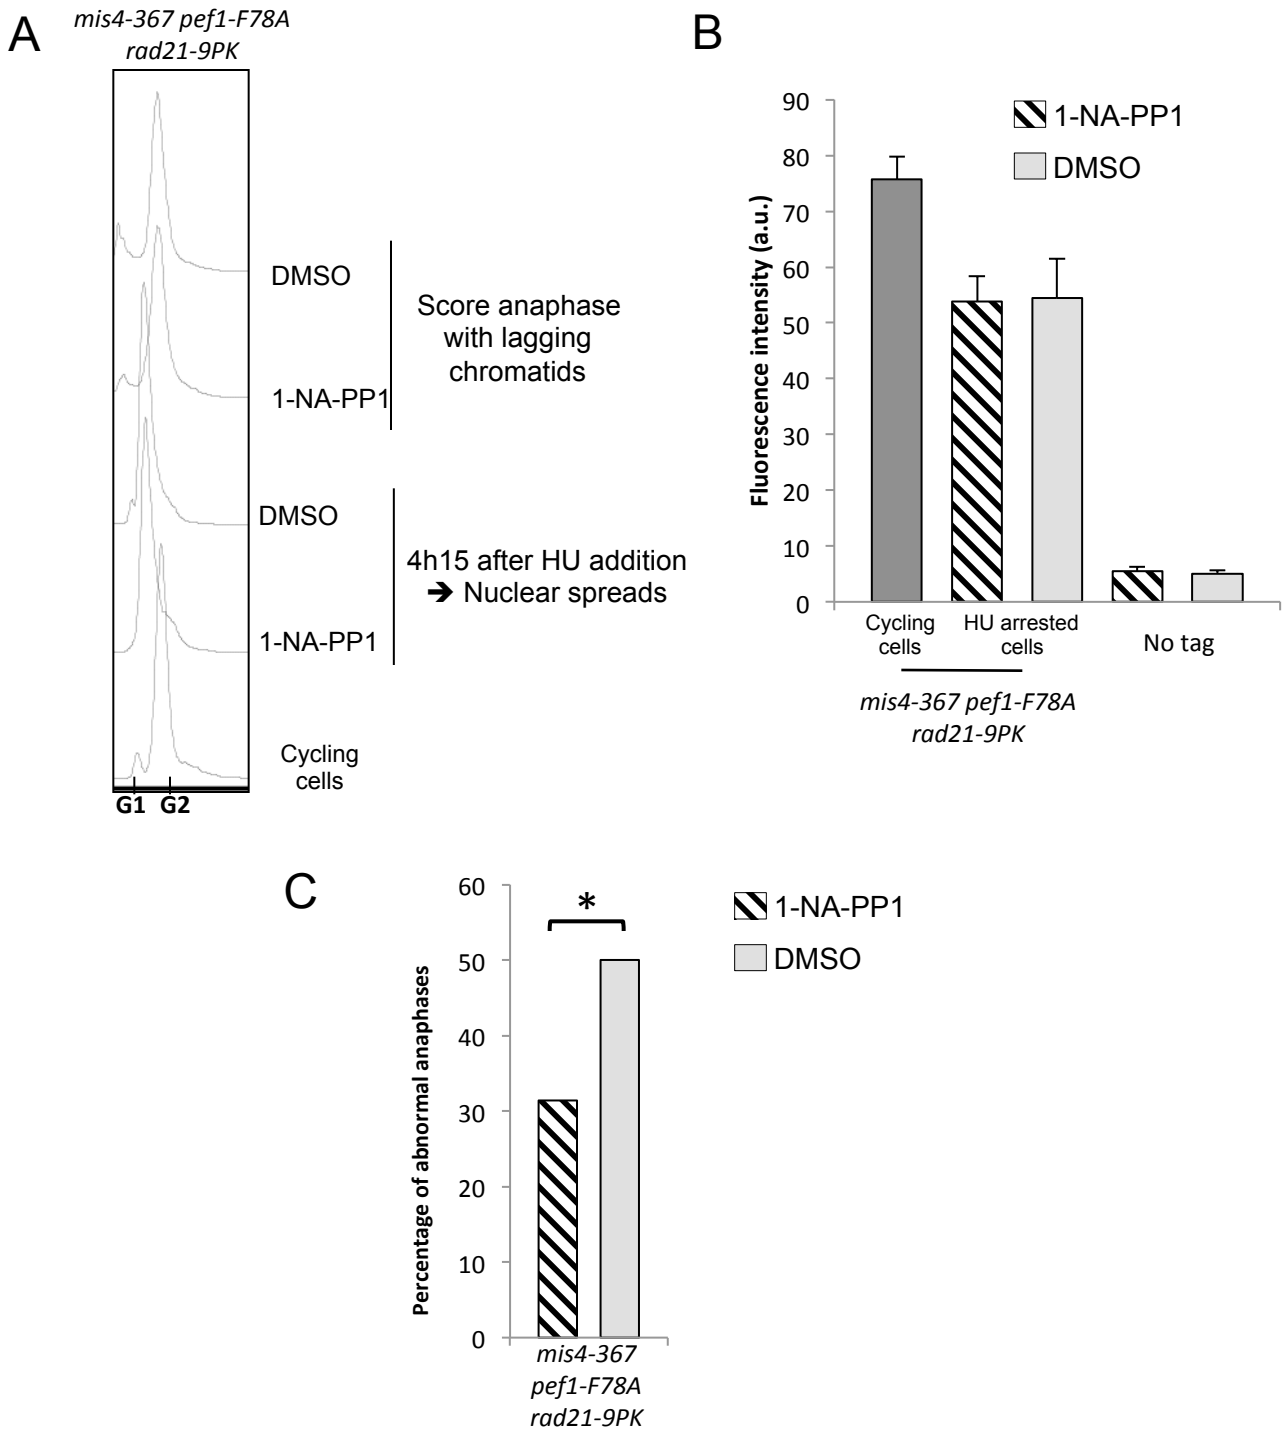 A
mis4-367 pef1-F78A
rad21-9PK
DMSO
1-NA-PP1
Score anaphase
with lagging
chromatids
DMSO
1-NA-PP1
4h15 after HU addition
➔ Nuclear spreads
Cycling
cells
G1 G2
B
1-NA-PP1
DMSO
Fluorescence intensity (a.u.)
90
80
70
60
50
40
30
20
10
0
Cycling
cells
HU arrested
cells
No tag
mis4-367 pef1-F78A
rad21-9PK
C
1-NA-PP1
DMSO
*
Percentage of abnormal anaphases
60
50
40
30
20
10
0
mis4-367
pef1-F78A
rad21-9PK